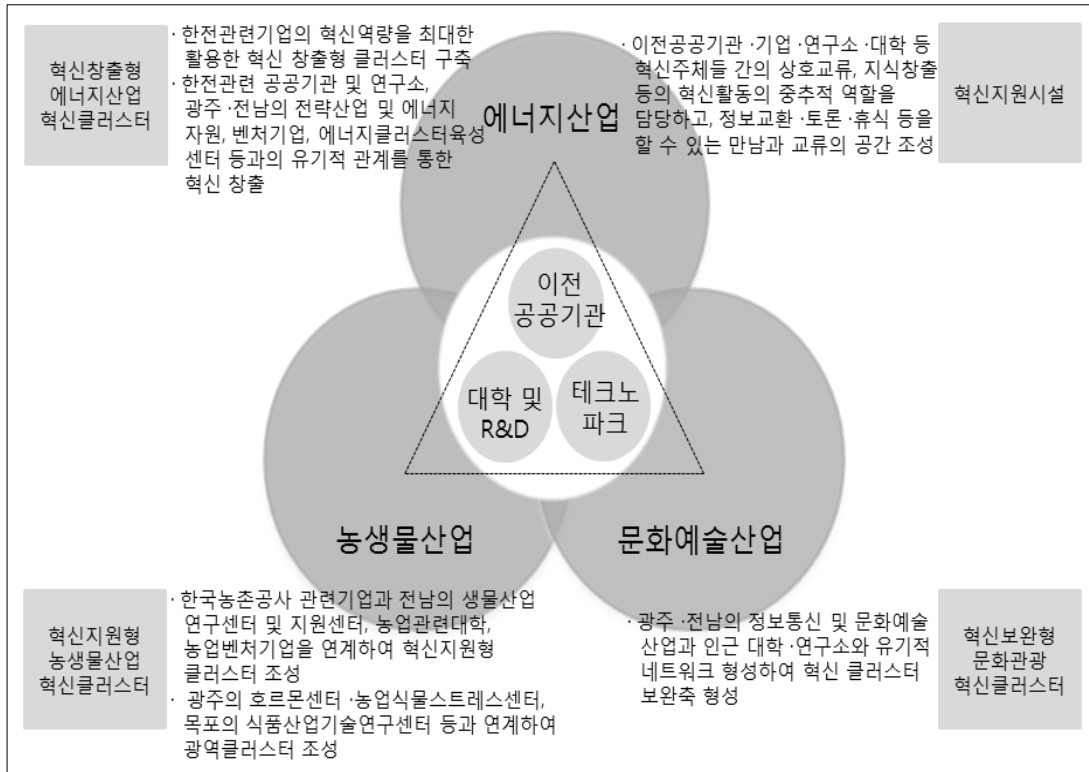 혁신창출형
에너지산업
혁신클러스터
· 한전관련기업의 혁신역량을 최대한
활용한 혁신 창출형 클러스터 구축
· 한전관련 공공기관 및 연구소,
광주 ·전남의 전략산업 및 에너지
자원, 벤처기업, 에너지클러스터육성
센터 등과의 유기적 관계를 통한
혁신 창출
에너지산업
· 이전공공기관 ·기업 ·연구소 ·대학 등
혁신주체들 간의 상호교류, 지식창출
등의 혁신활동의 중추적 역할을
담당하고, 정보교환 ·토론 ·휴식 등을
할 수 있는 만남과 교류의 공간 조성
혁신지원시설
이전
공공기관
대학 및
R&D
테크노
파크
농생물산업
문화예술산업
혁신지원형
농생물산업
혁신클러스터
· 한국농촌공사 관련기업과 전남의 생물산업
연구센터 및 지원센터, 농업관련대학,
농업벤처기업을 연계하여 혁신지원형
클러스터 조성
· 광주의 호르몬센터 ·농업식물스트레스센터,
목포의 식품산업기술연구센터 등과 연계하여
광역클러스터 조성
· 광주 ·전남의 정보통신 및 문화예술
산업과 인근 대학 ·연구소와 유기적
네트워크 형성하여 혁신 클러스터
보완축 형성
혁신보완형
문화관광
혁신클러스터